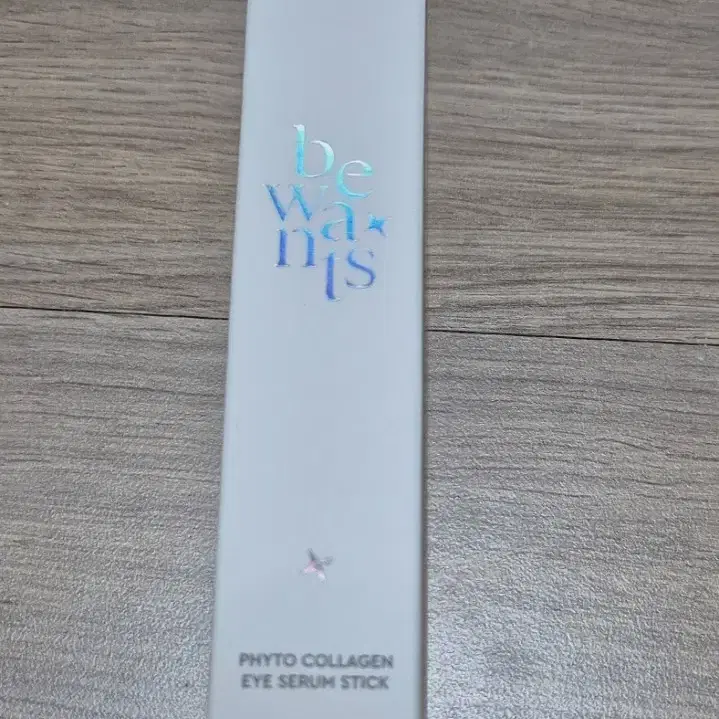 be
wa
nts
PHYTO COLLAGEN
EYE SERUM STICK